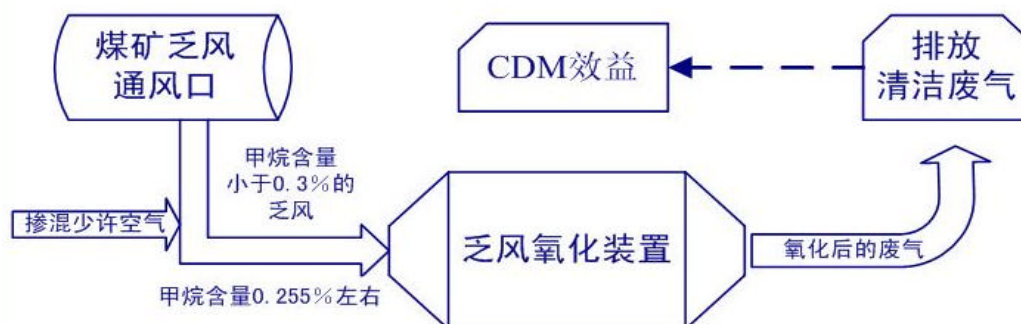 煤矿乏风
通风口
CDM效益
排放
清洁废气
甲烷含量
小于0.3%的
乏风
掺混少许空气
乏风氧化装置
氧化后的废气
甲烷含量0.255%左右